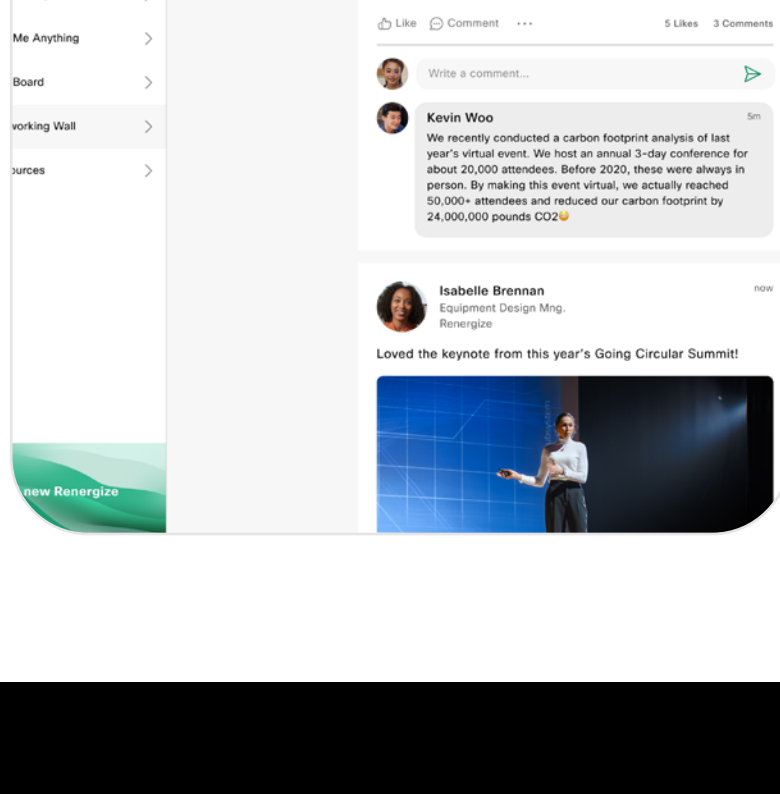 Me Anything
Board
Wall
new Renergize
Like Comment ... 5 Likes 3 Comments
Write a comment...
Kevin Woo 5m
We recently conducted a carbon footprint analysis of last
year's virtual event. We host an annual 3-day conference for
about 20,000 attendees. Before 2020, these were always in
person. By making this event virtual, we actually reached
50,000+ attendees and reduced our carbon footprint by
24,000,000 pounds CO2😳
Isabelle Brennan now
Equipment Design Mng.
Renergize
Loved the keynote from this year's Going Circular Summit!